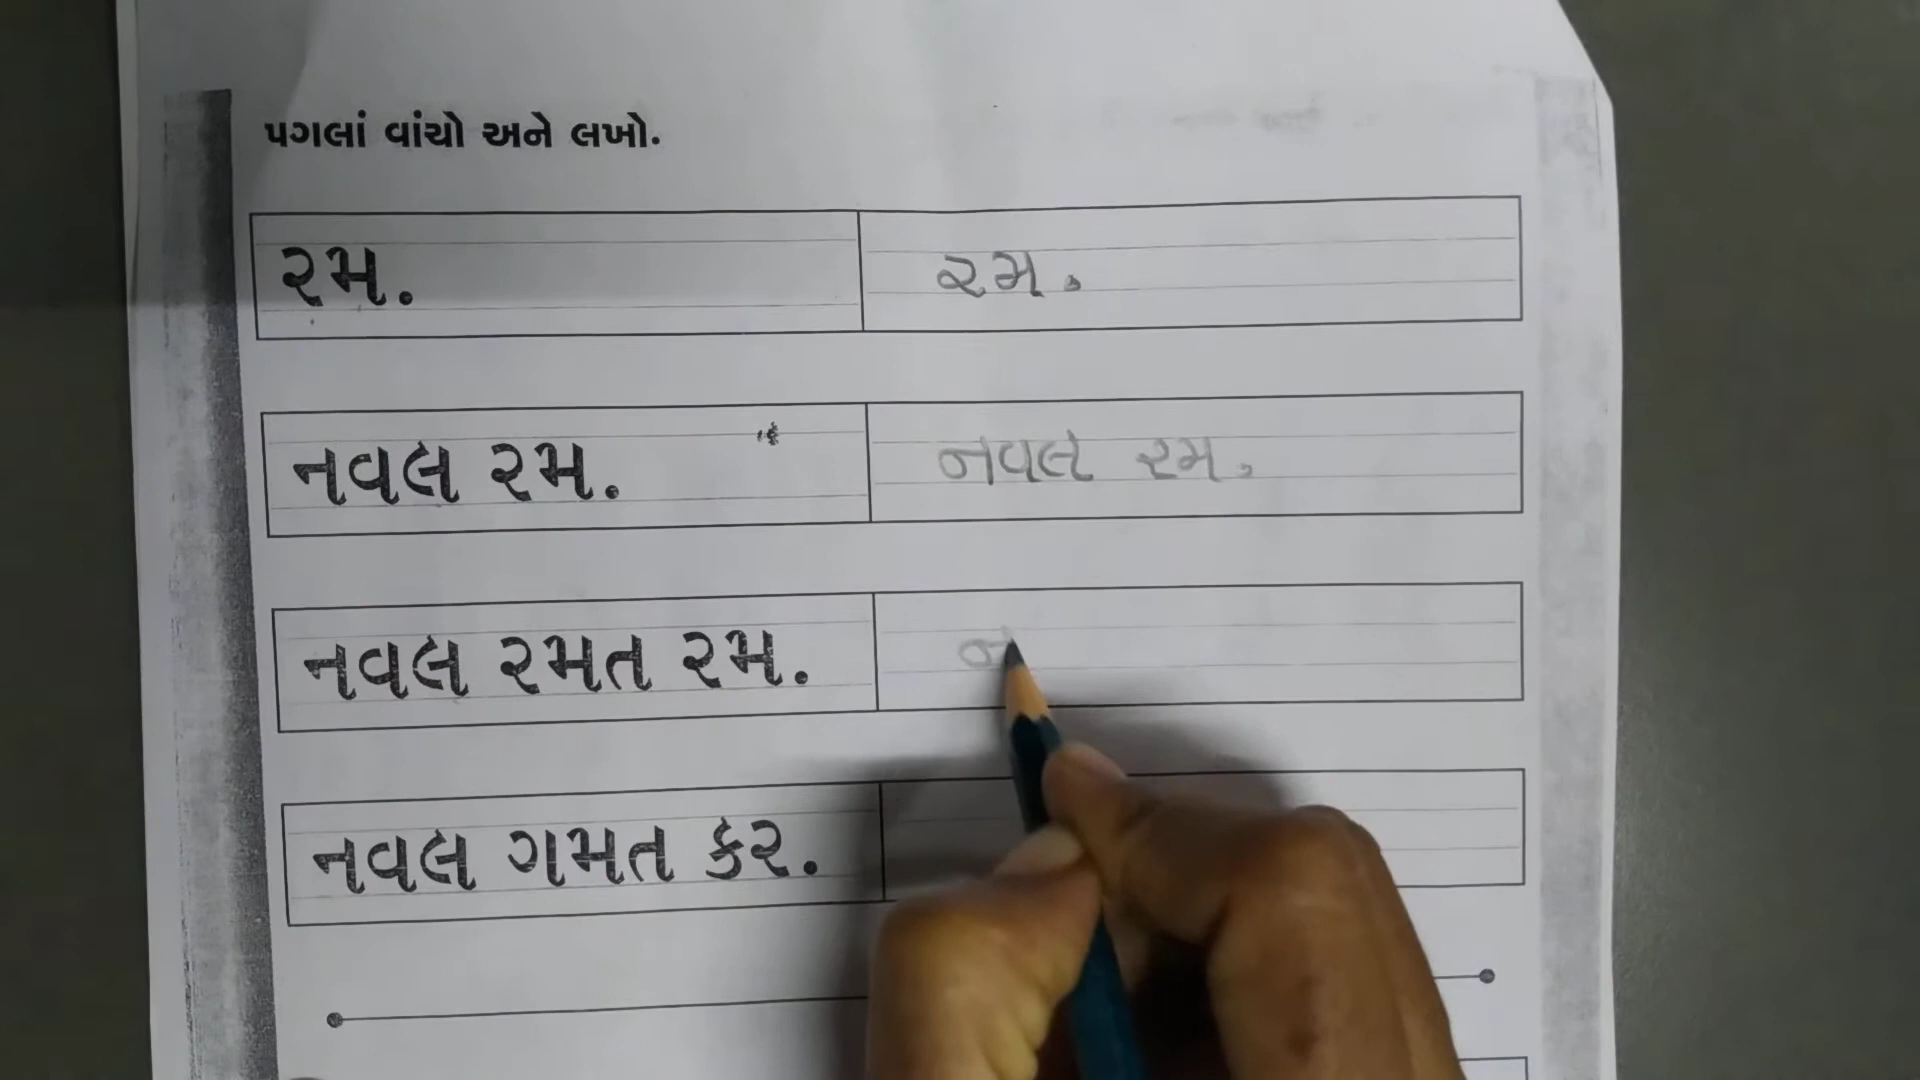 પગલાં વાંચો અને લખો.
રમ. રમ.
નવલ રમ. નવલ રમ.
નવલ રમત રમ. ન
નવલ ગમત કર.